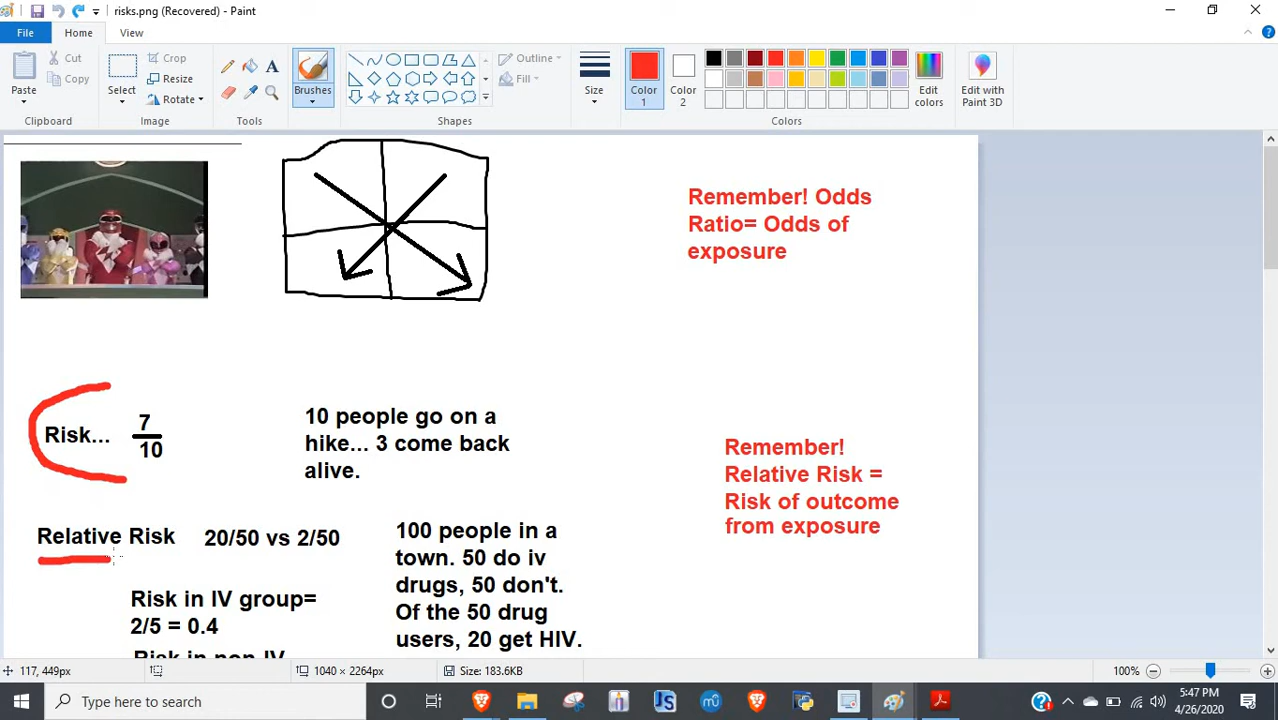 risks.png (Recovered) - Paint
File
Home
View
Paste
Cut
Copy
Clipboard
Select
Crop
Resize
Rotate
Image
Tools
Brushes
Shapes
Outline
Fill
Size
Color
1
Color
2
Edit
colors
Edit with
Paint 3D
Colors
Remember! Odds
Ratio= Odds of
exposure
Risk...
7
10
10 people go on a
hike... 3 come back
alive.
Remember!
Relative Risk =
Risk of outcome
from exposure
Relative Risk
20/50 vs 2/50
100 people in a
town. 50 do iv
drugs, 50 don't.
Of the 50 drug
users, 20 get HIV.
Risk in IV group=
2/5 = 0.4
Risk in non IV
117, 449px
1040 × 2264px
Size: 183.6KB
100%
Type here to search
5:47 PM
4/26/2020